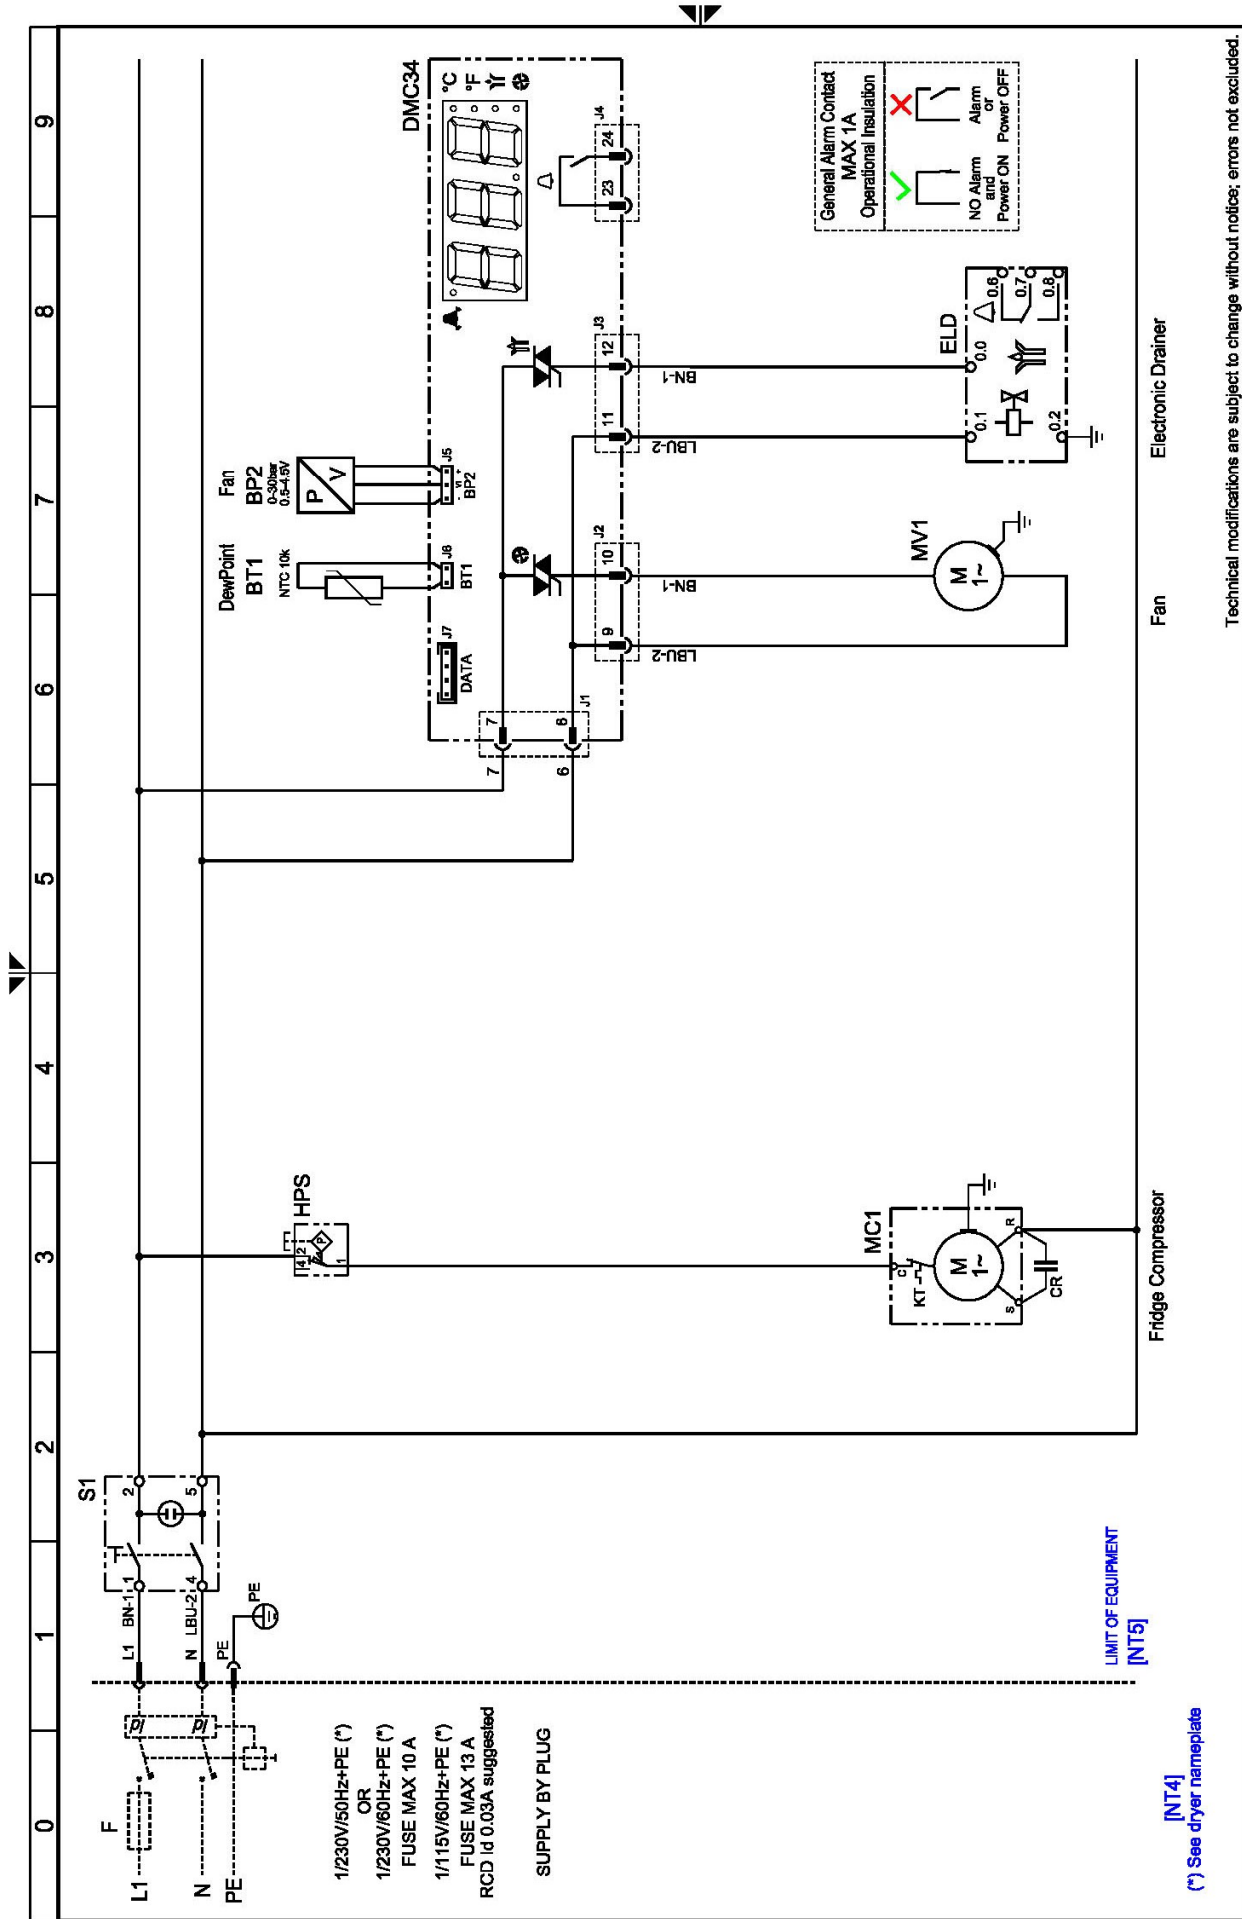 0 1 2 3 4 5 6 7 8 9
F
L1
N
PE
Id
Id
L1
N
PE
BN-1
LBU-2
PE
S1
1
2
4
5
1/230V/50Hz+PE (*)
OR
1/230V/60Hz+PE (*)
FUSE MAX 10 A
1/115V/60Hz+PE (*)
FUSE MAX 13 A
RCD Id 0.03A suggested
SUPPLY BY PLUG
LIMIT OF EQUIPMENT
[NT5]
[NT4]
(*) See dryer nameplate
HPS
4 2
P
1
MC1
C
KT
M
1~
S
R
CR
Fridge Compressor
DewPoint
BT1
NTC 10k
Fan
BP2
0-30bar
0.5-4.5V
P
V
DMC34
J7
DATA
J6
BT1
J5
- VI +
BP2
°C
°F
7
7
6
6
J1
9
10
J2
11
12
J3
23
24
J4
LBU-2
BN-1
LBU-2
BN-1
MV1
M
1~
Fan
ELD
0.1
0.0
0.2
0.6
0.7
0.8
Electronic Drainer
General Alarm Contact
MAX 1A
Operational Insulation
NO Alarm
and
Power ON
Alarm
or
Power OFF
Technical modifications are subject to change without notice; errors not excluded.